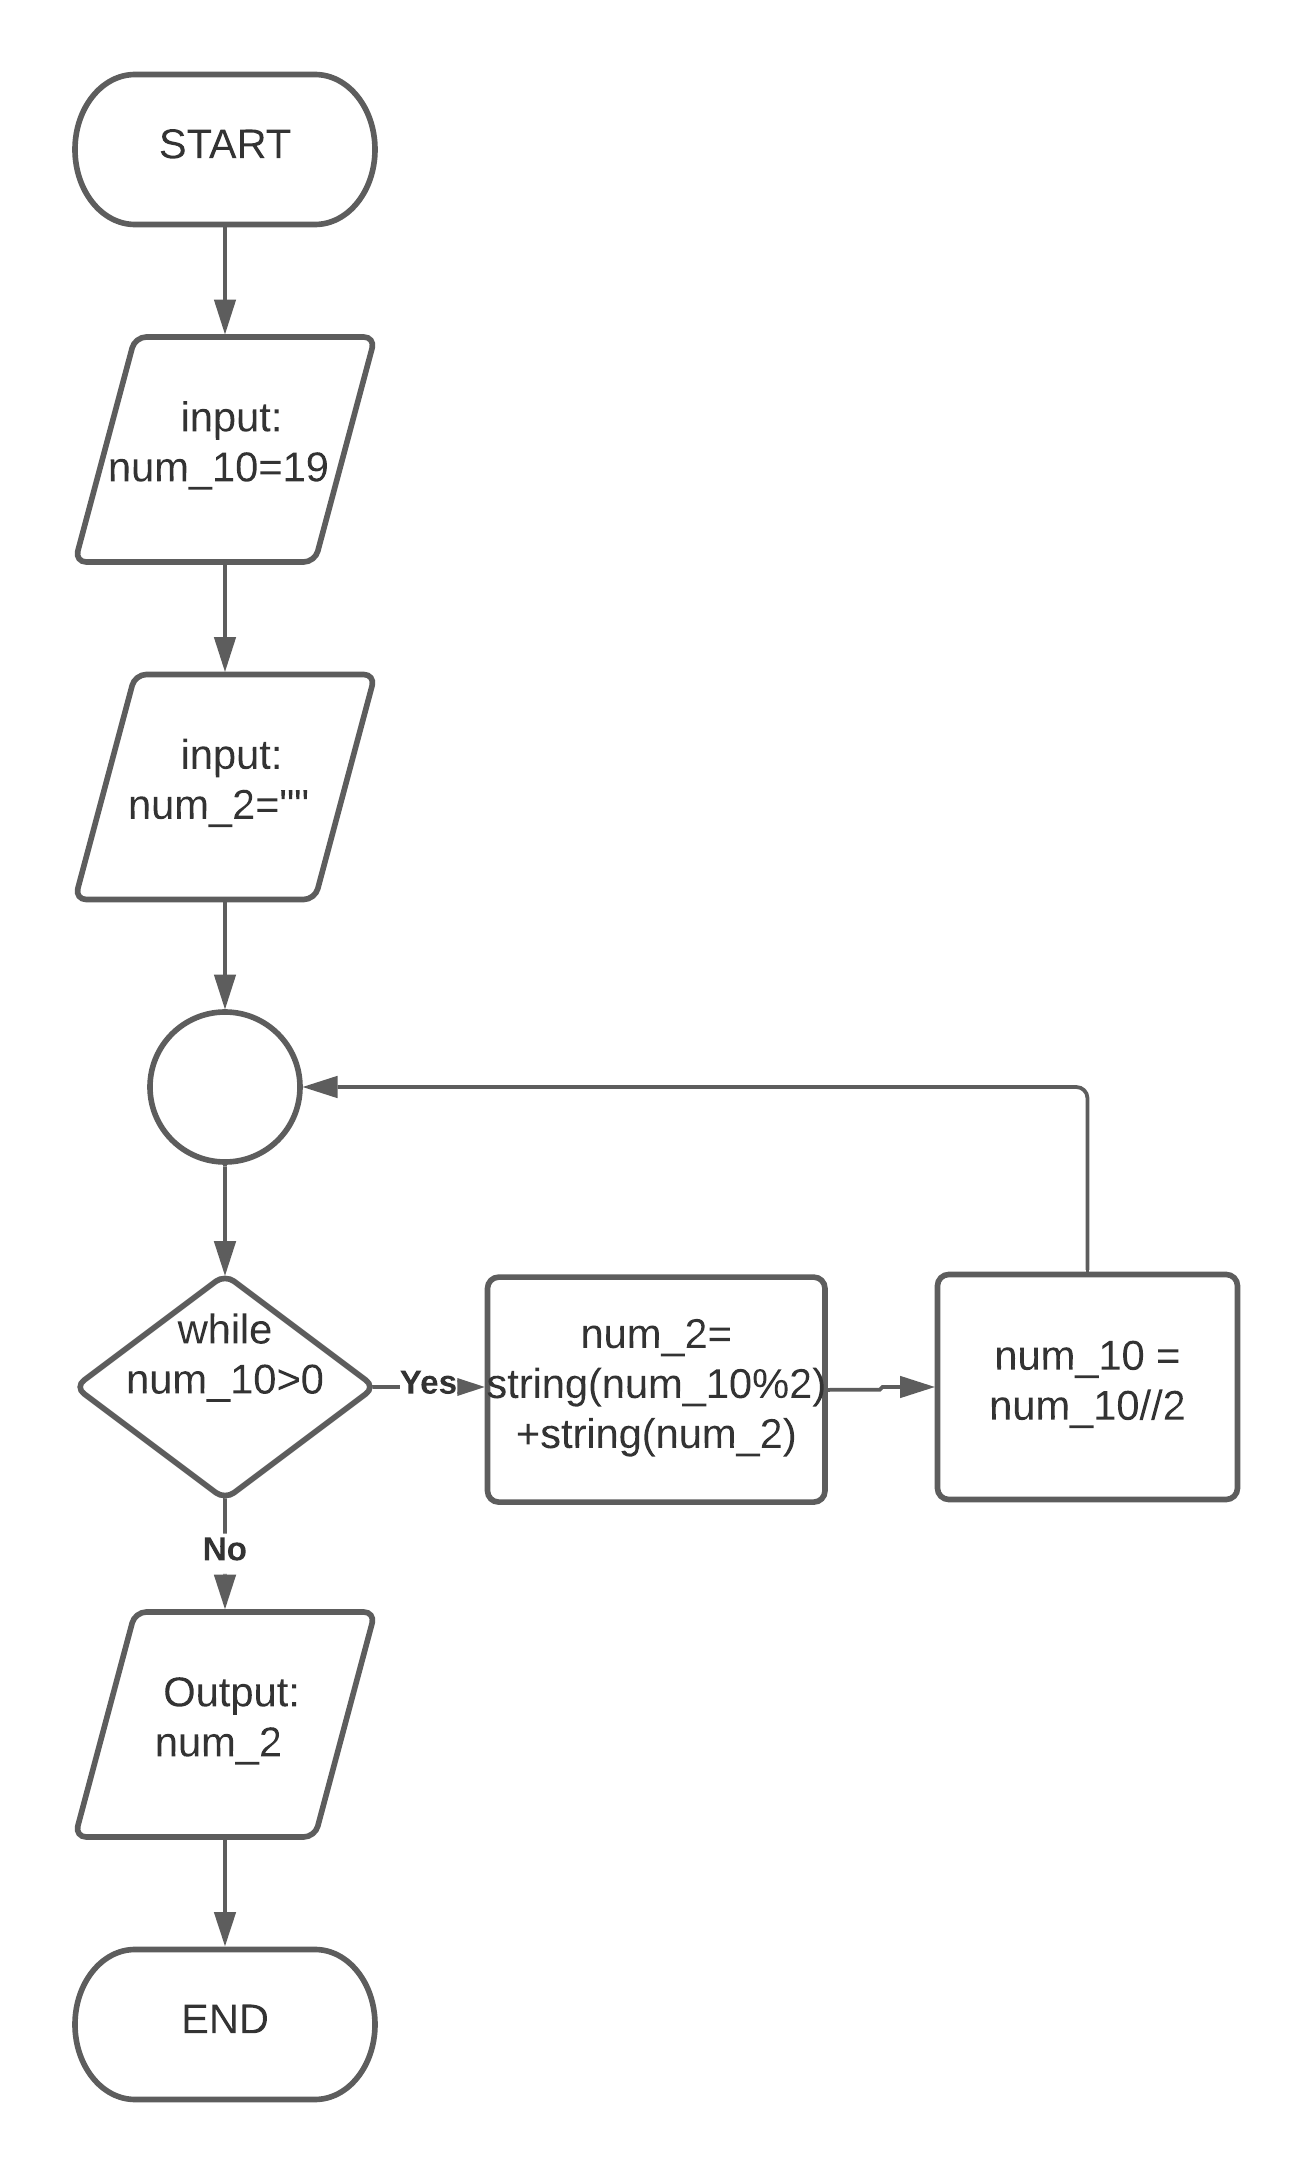 START
input:
num_10=19
input:
num_2=""
while
num_10>0
Yes
num_2=
string(num_10%2)
+string(num_2)
num_10 =
num_10//2
No
Output:
num_2
END